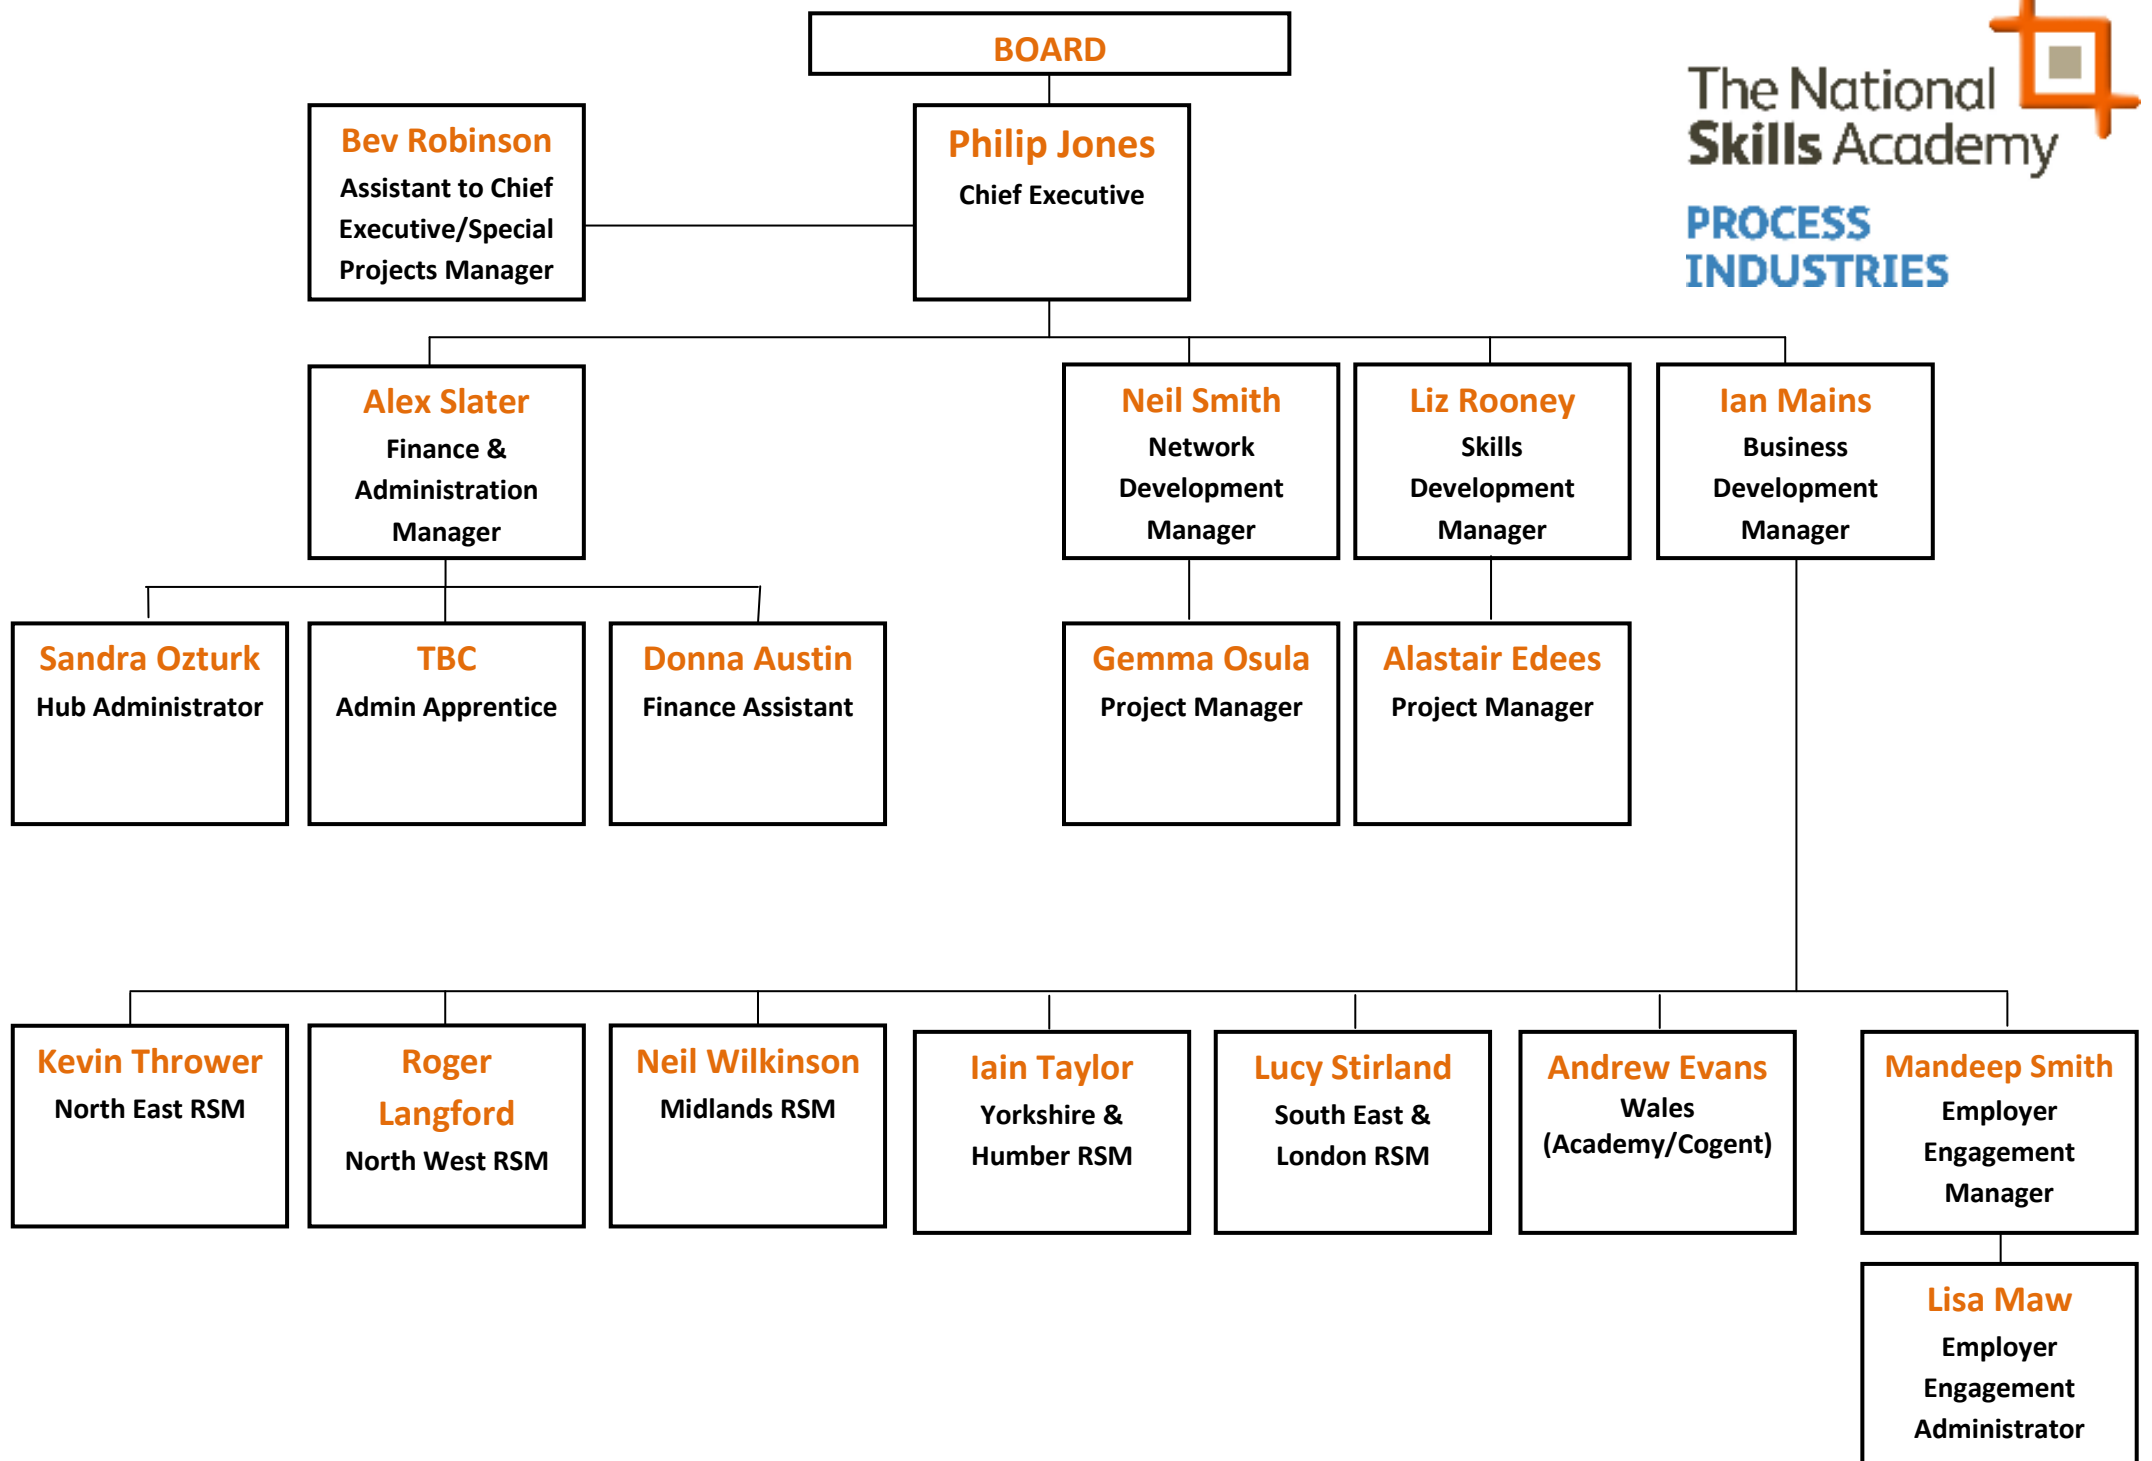 BOARD
The National
Skills Academy
PROCESS
INDUSTRIES
Bev Robinson
Assistant to Chief
Executive/Special
Projects Manager
Philip Jones
Chief Executive
Alex Slater
Finance &
Administration
Manager
Neil Smith
Network
Development
Manager
Liz Rooney
Skills
Development
Manager
Ian Mains
Business
Development
Manager
Sandra Ozturk
Hub Administrator
TBC
Admin Apprentice
Donna Austin
Finance Assistant
Gemma Osula
Project Manager
Alastair Edees
Project Manager
Kevin Thrower
North East RSM
Roger
Langford
North West RSM
Neil Wilkinson
Midlands RSM
Iain Taylor
Yorkshire &
Humber RSM
Lucy Stirland
South East &
London RSM
Andrew Evans
Wales
(Academy/Cogent)
Mandeep Smith
Employer
Engagement
Manager
Lisa Maw
Employer
Engagement
Administrator